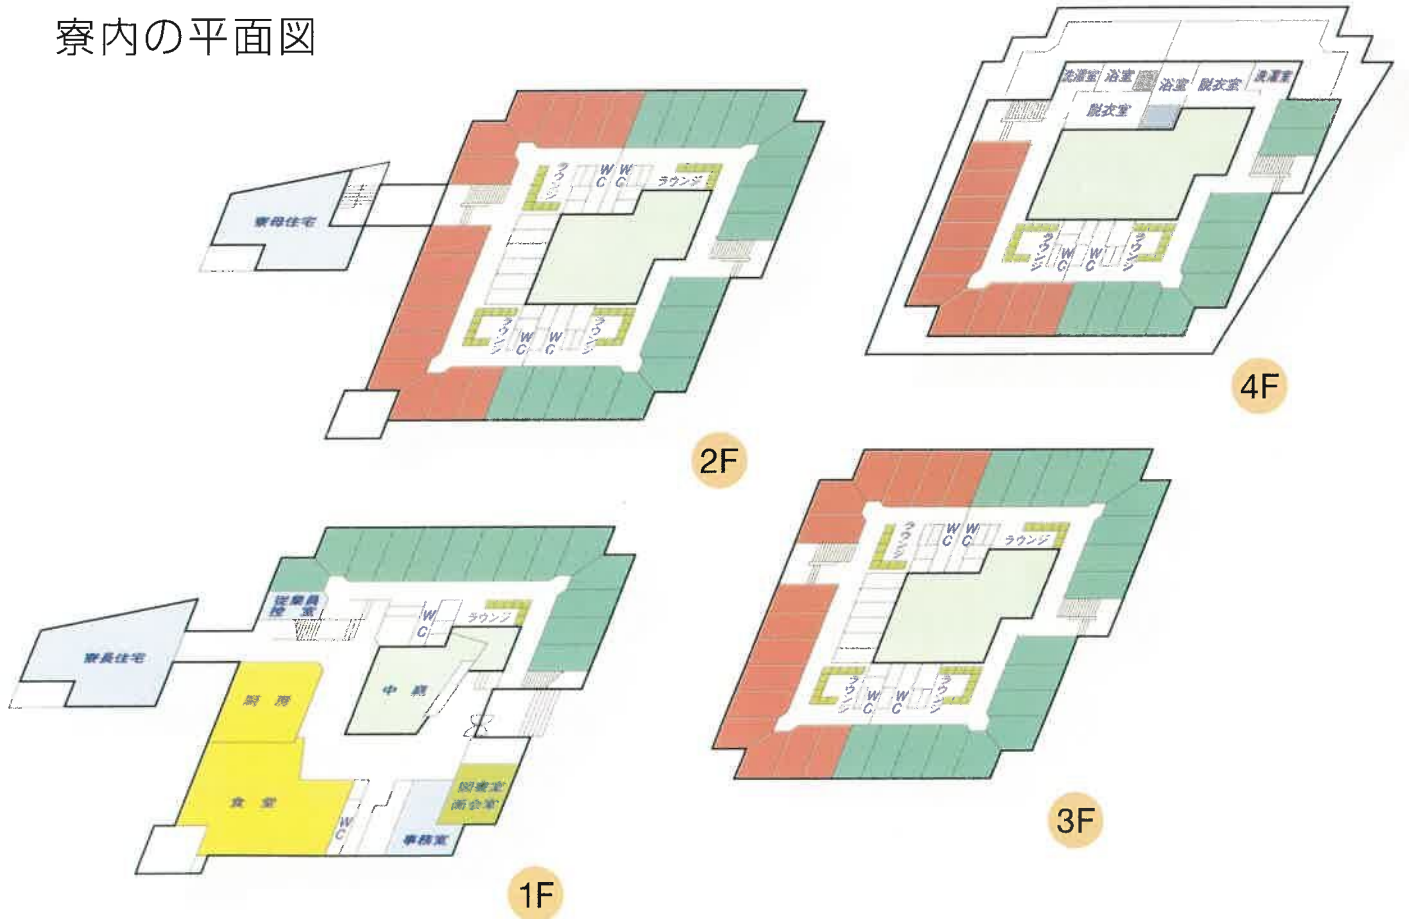 寮内の平面図
寮母住宅
ラウンジ
WC
WC
ラウンジ
ラウンジ
WC
WC
ラウンジ
2F
洗濯室
浴室
浴室
脱衣室
洗濯室
脱衣室
ラウンジ
WC
WC
ラウンジ
4F
従業員
控室
WC
ラウンジ
寮長住宅
中庭
厨房
食堂
WC
事務室
図書室
面会室
1F
ラウンジ
WC
WC
ラウンジ
ラウンジ
WC
WC
ラウンジ
3F